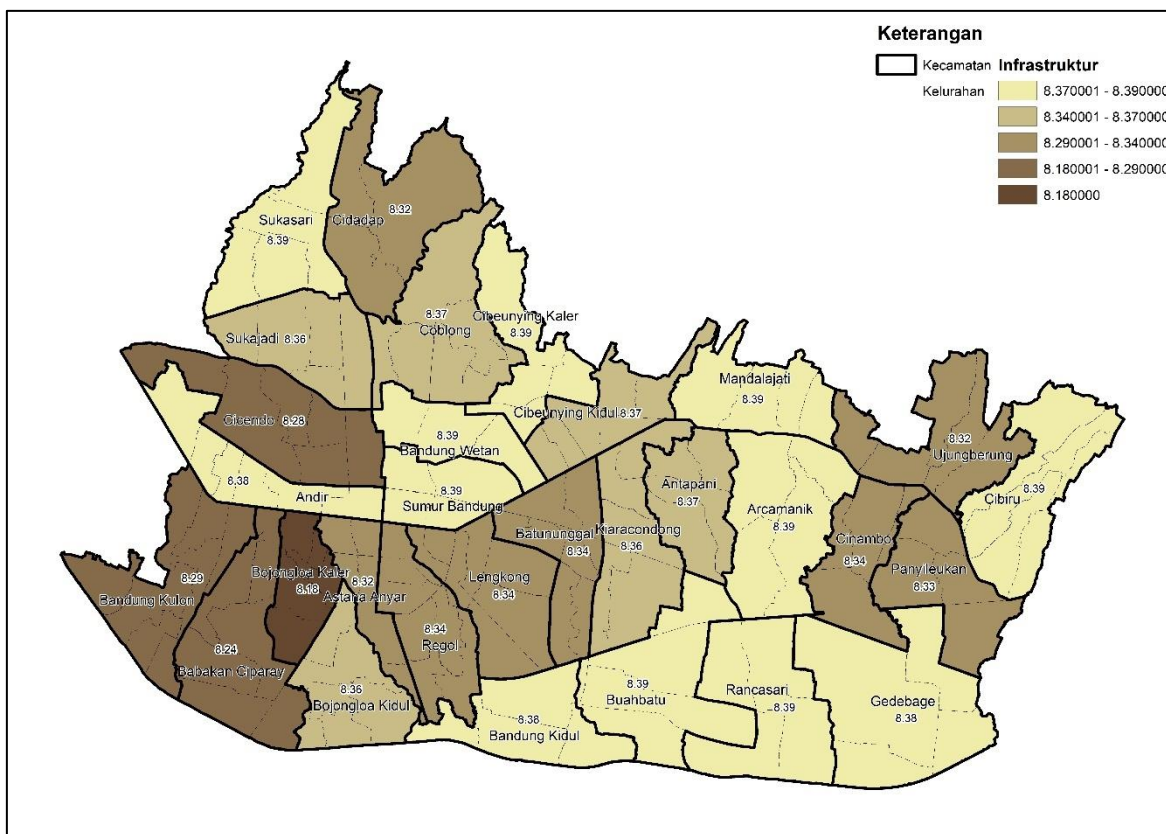 Keterangan
Kecamatan
Kelurahan
Infrastruktur
8.370001 - 8.390000
8.340001 - 8.370000
8.290001 - 8.340000
8.180001 - 8.290000
8.180000
Sukasari
8.39
Cidadap
8.32
Sukajadi
8.36
8.37
Coblong
Cibeunying Kaler
8.39
Cicendo
8.28
8.39
Bandung Wetan
Cibeunying Kidul
8.37
Mandalajati
8.39
8.32
Ujungberung
8.39
Cibiru
8.38
Andir
8.39
Sumur Bandung
Antapani
8.37
Arcamanik
8.39
Batununggal
8.34
Kiaracondong
8.36
Cinambo
8.34
Panyileukan
8.33
8.29
Bandung Kulon
Bojongloa Kaler
8.18
8.32
Astana Anyar
Lengkong
8.34
8.34
Regol
8.24
Babakan Ciparay
8.36
Bojongloa Kidul
8.38
Bandung Kidul
8.39
Buahbatu
Rancasari
8.39
Gedebage
8.38